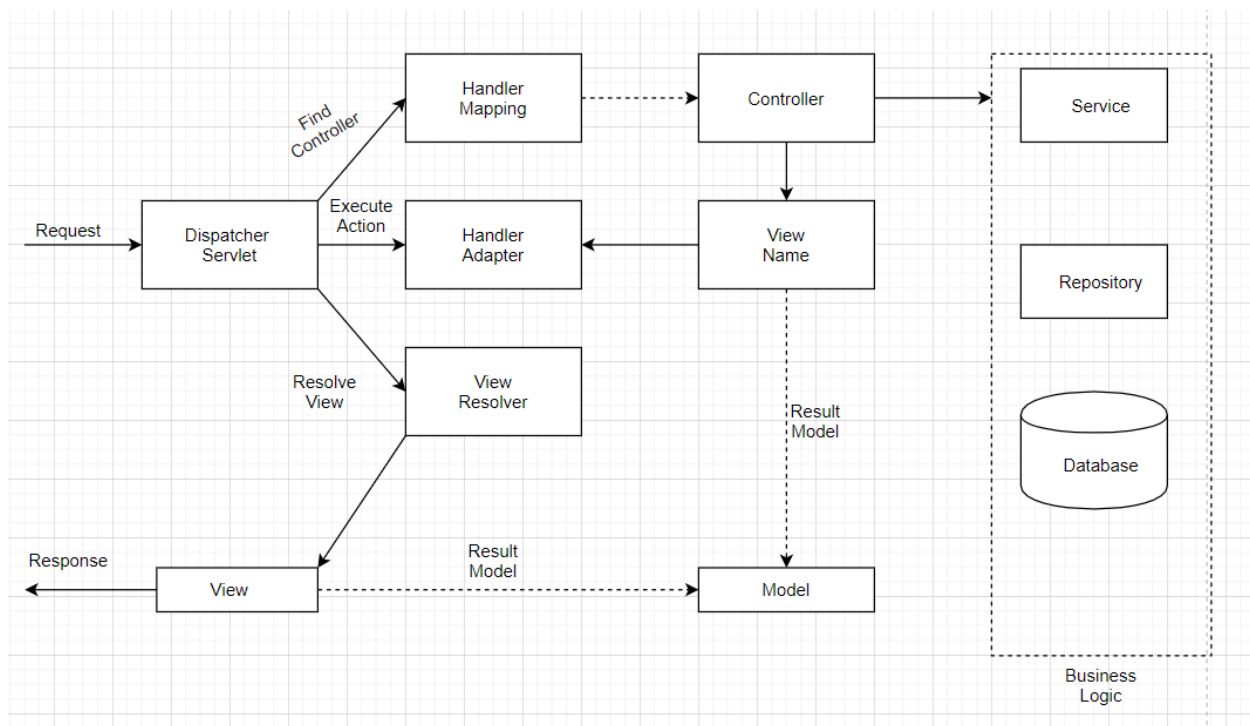 Handler
Mapping
Controller
Service
Find
Controller
Request
Dispatcher
Servlet
Execute
Action
Handler
Adapter
View
Name
Repository
Resolve
View
View
Resolver
Result
Model
Database
Response
View
Result
Model
Model
Business
Logic